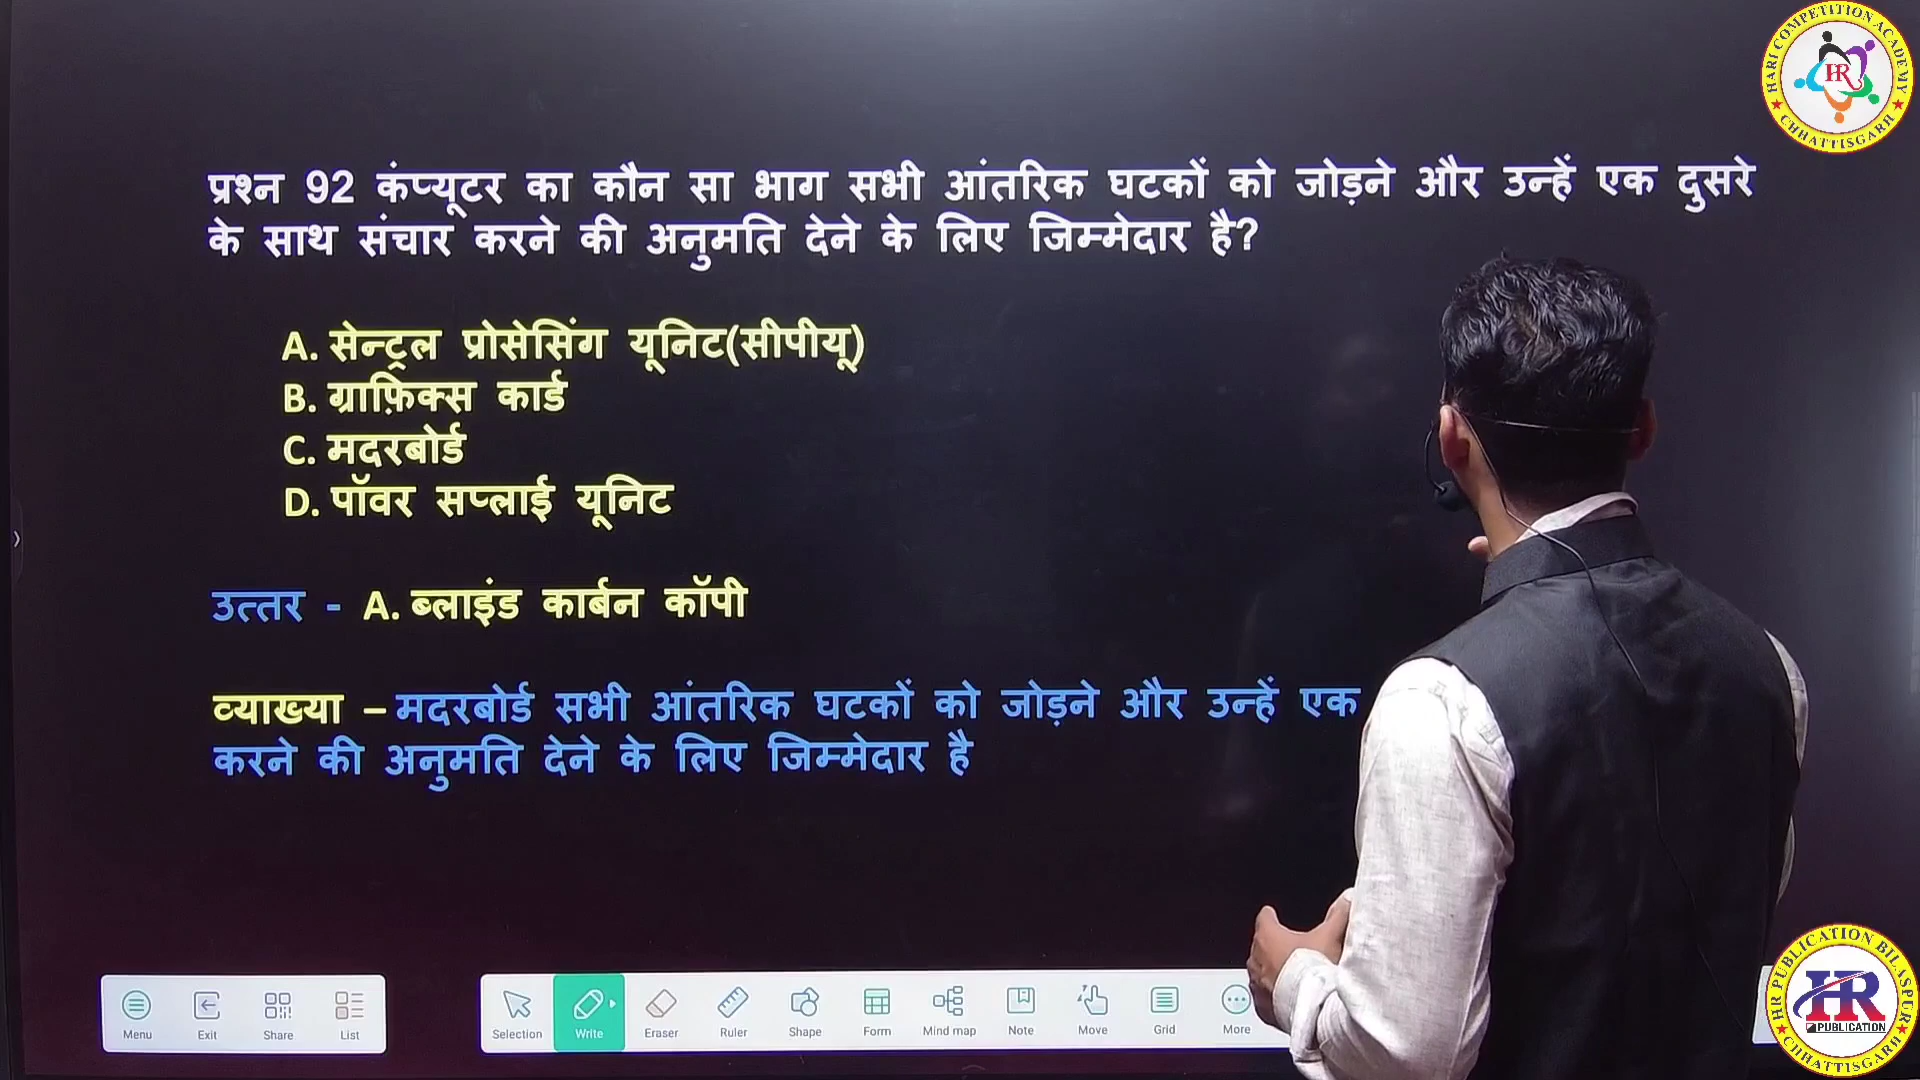 प्रश्न 92 कंप्यूटर का कौन सा भाग सभी आंतरिक घटकों को जोड़ने और उन्हें एक दुसरे
के साथ संचार करने की अनुमति देने के लिए जिम्मेदार है?
A. सेन्ट्रल प्रोसेसिंग यूनिट(सीपीयू)
B. ग्राफ़िक्स कार्ड
C. मदरबोर्ड
D. पॉवर सप्लाई यूनिट
उत्तर - A. ब्लाइंड कार्बन कॉपी
व्याख्या – मदरबोर्ड सभी आंतरिक घटकों को जोड़ने और उन्हें एक
करने की अनुमति देने के लिए जिम्मेदार है
Menu Exit Share List
Selection Write Eraser Ruler Shape Form Mind map Note Move Grid More
HARI COMPETITION ACADEMY
HR
CHHATTISGARH
HR PUBLICATION BILASPUR
HR
PUBLICATION
CHHATTISGARH